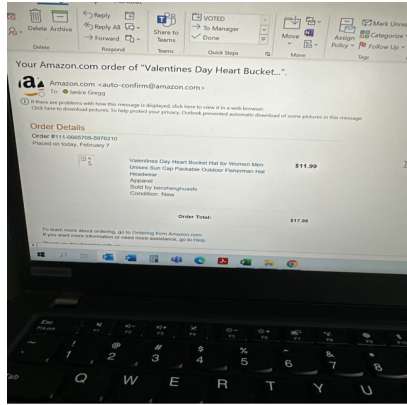 Delete Archive
Reply
Reply All
Forward
Share to
Teams
VOTED
To Manager
Done
Move
Assign
Policy
Mark Unre
Categorize
Follow Up
Delete
Respond
Teams
Quick Steps
Move
Tags
Your Amazon.com order of "Valentines Day Heart Bucket...".
a
Amazon.com <auto-confirm@amazon.com>
To Janice Gregg
If there are problems with how this message is displayed, click here to view it in a web browser.
Click here to download pictures. To help protect your privacy, Outlook prevented automatic download of some pictures in this message.
Order Details
Order #111-0665709-5976210
Placed on today, February 7
Valentines Day Heart Bucket Hat for Women Men
$11.99
Unisex Sun Cap Packable Outdoor Fisherman Hat
Headwear
Apparel
Condition: New
Order Total:
To learn more about ordering, go to Ordering from Amazon.com.
If you want more information or need more assistance, go to Help.
Esc
FnLock
F1
F2
F3
F4
F5
F6
F7
F8
~
!
1
@
2
#
3
$
4
%
5
6
&
7
*
8
Q
W
E
R
T
Y
U